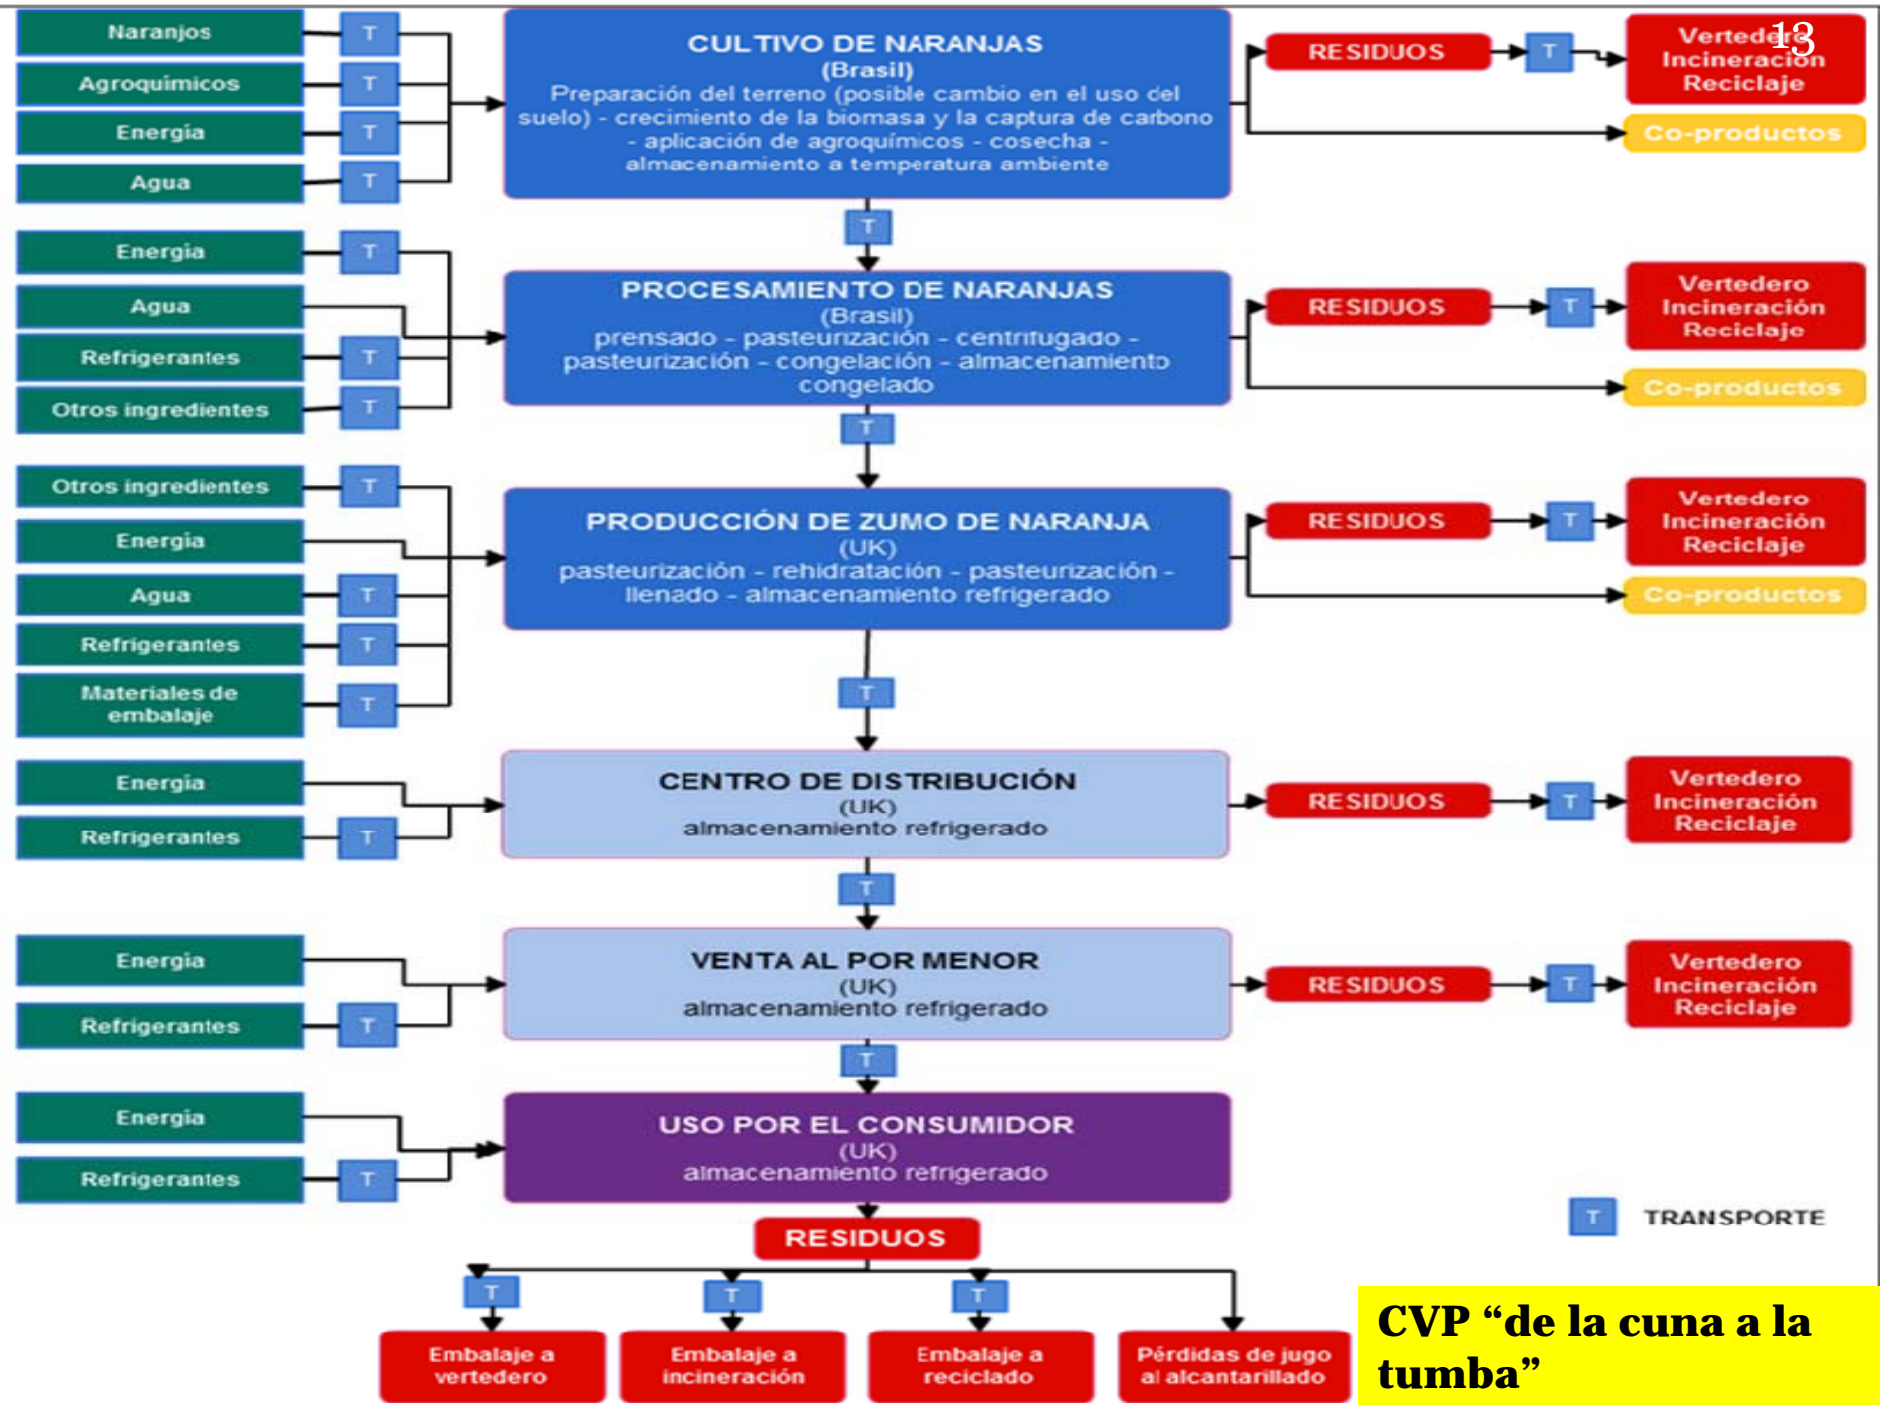 13
Naranjos
T
Agroquímicos
T
Energía
T
Agua
T
CULTIVO DE NARANJAS
(Brasil)
Preparación del terreno (posible cambio en el uso del
suelo) - crecimiento de la biomasa y la captura de carbono
- aplicación de agroquímicos - cosecha -
almacenamiento a temperatura ambiente
RESIDUOS
T
Vertedero
Incineración
Reciclaje
Co-productos
T
Energía
T
Agua
Refrigerantes
T
Otros ingredientes
T
PROCESAMIENTO DE NARANJAS
(Brasil)
prensado - pasteurización - centrifugado -
pasteurización - congelación - almacenamiento
congelado
RESIDUOS
T
Vertedero
Incineración
Reciclaje
Co-productos
T
Otros ingredientes
T
Energía
Agua
T
Refrigerantes
T
Materiales de
embalaje
T
PRODUCCIÓN DE ZUMO DE NARANJA
(UK)
pasteurización - rehidratación - pasteurización -
llenado - almacenamiento refrigerado
RESIDUOS
T
Vertedero
Incineración
Reciclaje
Co-productos
T
Energía
Refrigerantes
T
CENTRO DE DISTRIBUCIÓN
(UK)
almacenamiento refrigerado
RESIDUOS
T
Vertedero
Incineración
Reciclaje
T
Energía
Refrigerantes
T
VENTA AL POR MENOR
(UK)
almacenamiento refrigerado
RESIDUOS
T
Vertedero
Incineración
Reciclaje
T
Energía
Refrigerantes
T
USO POR EL CONSUMIDOR
(UK)
almacenamiento refrigerado
T
TRANSPORTE
RESIDUOS
T
T
T
Embalaje a
vertedero
Embalaje a
incineración
Embalaje a
reciclado
Pérdidas de jugo
al alcantarillado
CVP “de la cuna a la
tumba”